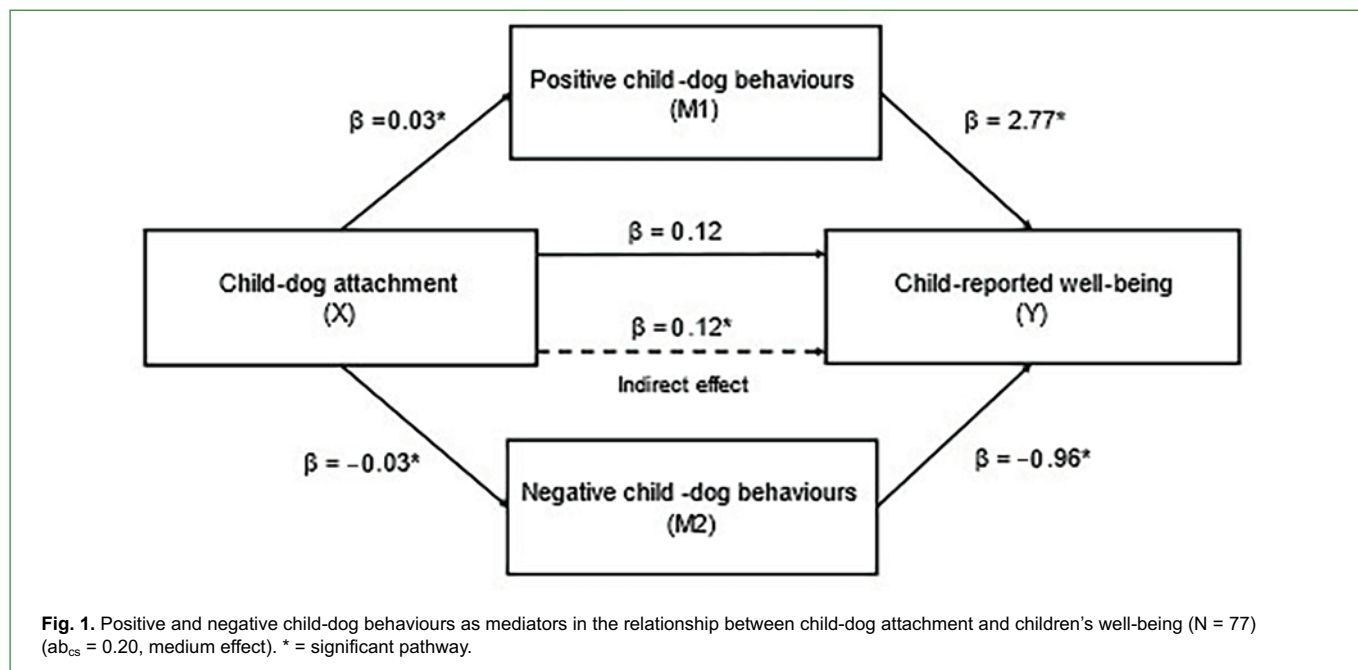 Positive child-dog behaviours
(M1)
β =0.03*
β = 2.77*
β = 0.12
Child-dog attachment
(X)
Child-reported well-being
(Y)
β = 0.12*
Indirect effect
β = −0.03*
β = −0.96*
Negative child -dog behaviours
(M2)
Fig. 1. Positive and negative child-dog behaviours as mediators in the relationship between child-dog attachment and children's well-being (N = 77)
(ab_cs = 0.20, medium effect). * = significant pathway.